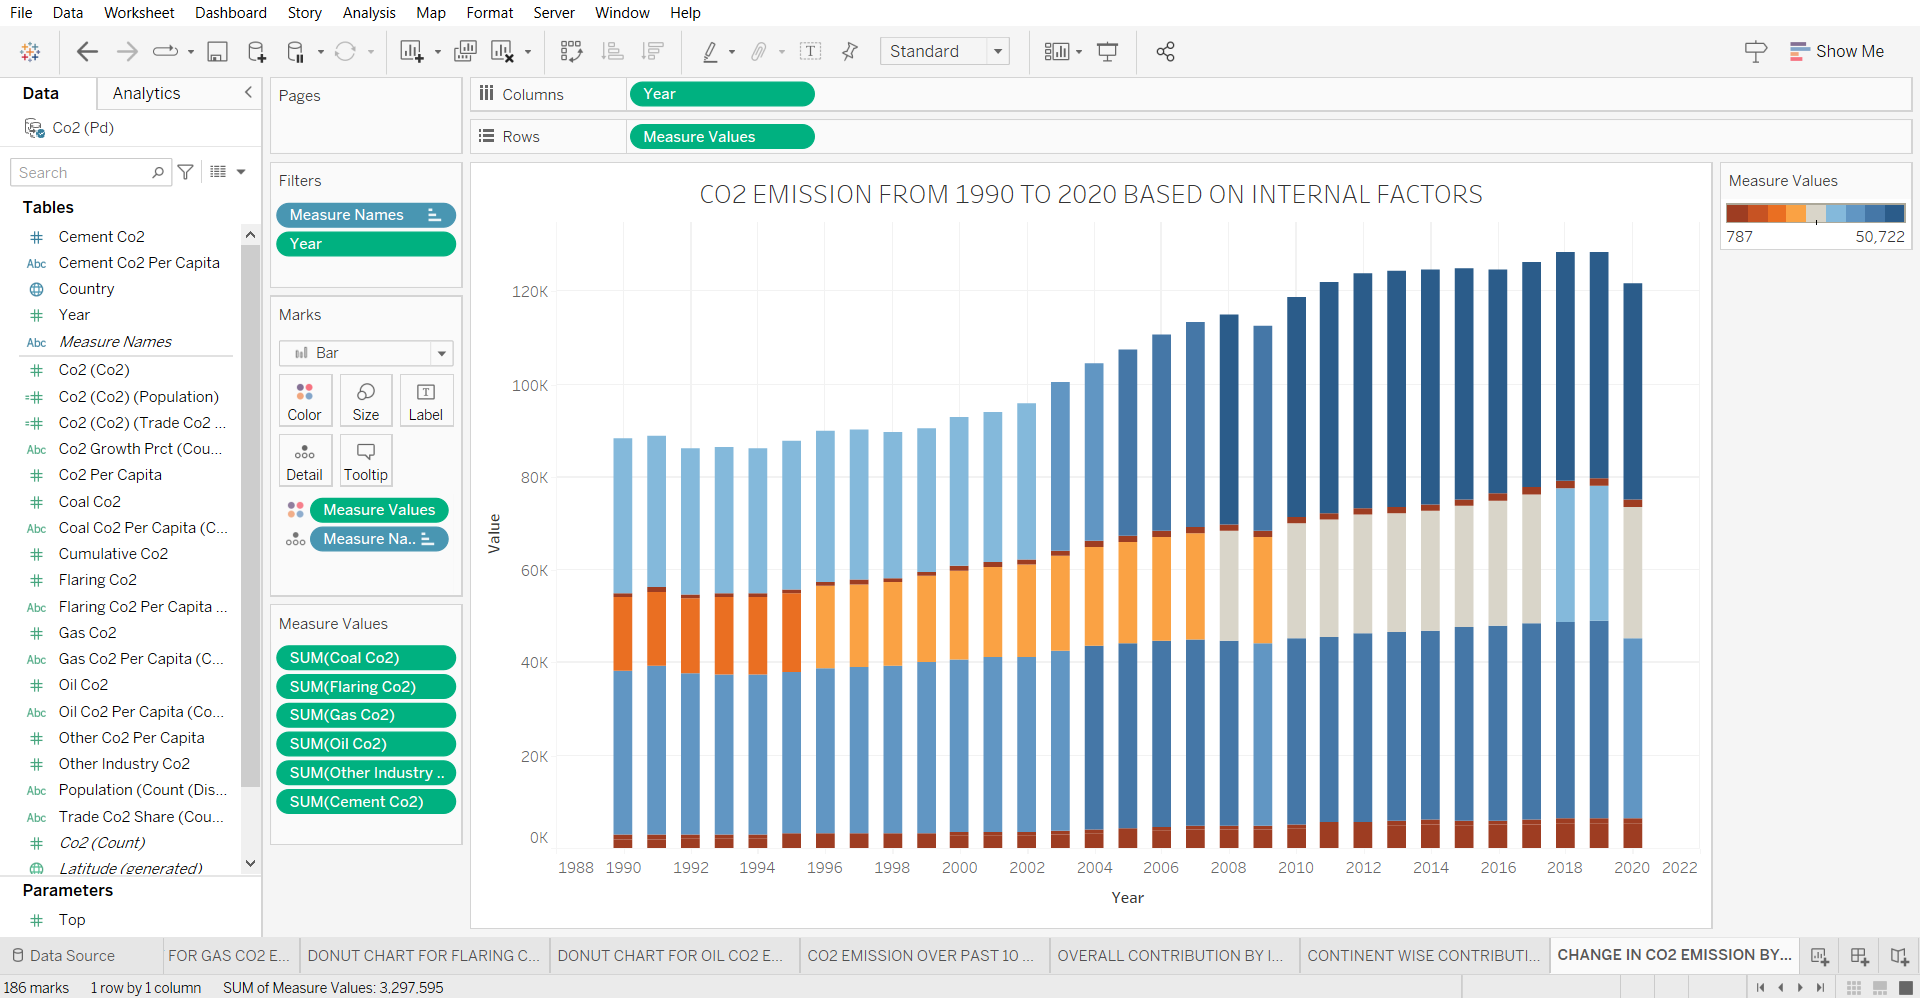 File Data Worksheet Dashboard Story Analysis Map Format Server Window Help
Standard
Show Me
Data Analytics
Co2 (Pd)
Search
Tables
Cement Co2
Abc Cement Co2 Per Capita
Country
Year
Abc Measure Names
Co2 (Co2)
Co2 (Co2) (Population)
Co2 (Co2) (Trade Co2 ...
Abc Co2 Growth Prct (Cou...
Co2 Per Capita
Coal Co2
Abc Coal Co2 Per Capita (C...
Cumulative Co2
Flaring Co2
Abc Flaring Co2 Per Capita ...
Gas Co2
Abc Gas Co2 Per Capita (C...
Oil Co2
Abc Oil Co2 Per Capita (Co...
Abc Other Co2 Per Capita
Other Industry Co2
Abc Population (Count (Dis...
Abc Trade Co2 Share (Cou...
Co2 (Count)
Latitude (generated)
Parameters
Top
Pages
Filters
Measure Names
Year
Marks
Bar
Color Size Label
Detail Tooltip
Measure Values
Measure Na..
Measure Values
SUM(Coal Co2)
SUM(Flaring Co2)
SUM(Gas Co2)
SUM(Oil Co2)
SUM(Other Industry ..
SUM(Cement Co2)
Columns Year
Rows Measure Values
CO2 EMISSION FROM 1990 TO 2020 BASED ON INTERNAL FACTORS
120K
100K
80K
60K
40K
20K
0K
Value
1988 1990 1992 1994 1996 1998 2000 2002 2004 2006 2008 2010 2012 2014 2016 2018 2020 2022
Year
Measure Values
787 50,722
Data Source FOR GAS CO2 E... DONUT CHART FOR FLARING C... DONUT CHART FOR OIL CO2 E... CO2 EMISSION OVER PAST 10 ... OVERALL CONTRIBUTION BY I... CONTINENT WISE CONTRIBUTI... CHANGE IN CO2 EMISSION BY...
186 marks 1 row by 1 column SUM of Measure Values: 3,297,595